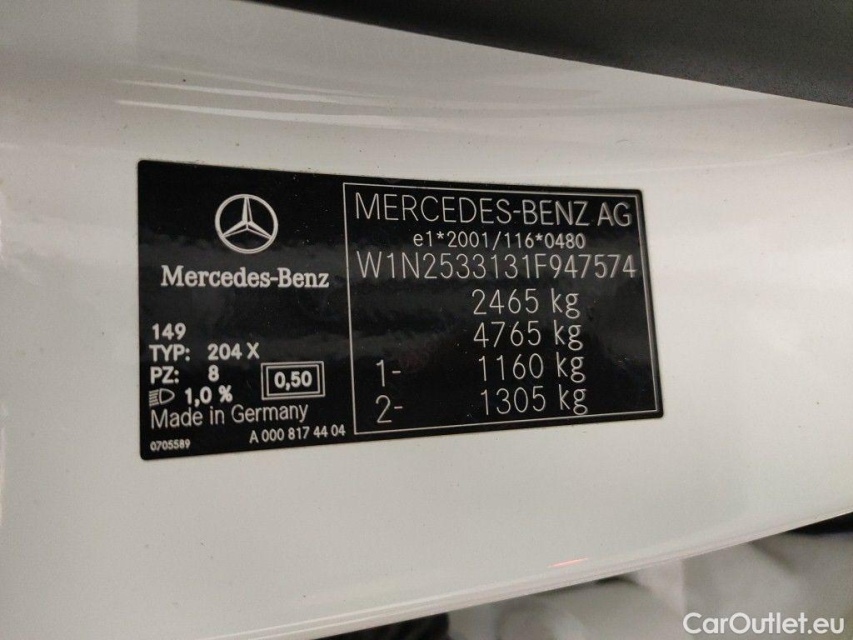 Mercedes-Benz
149
TYP: 204 X
PZ: 8
0,50
1,0 %
Made in Germany
0705589
A 000 817 44 04
MERCEDES-BENZ AG
e1*2001/116*0480
W1N2533131F947574
2465 kg
4765 kg
1- 1160 kg
2- 1305 kg
CarOutlet.eu